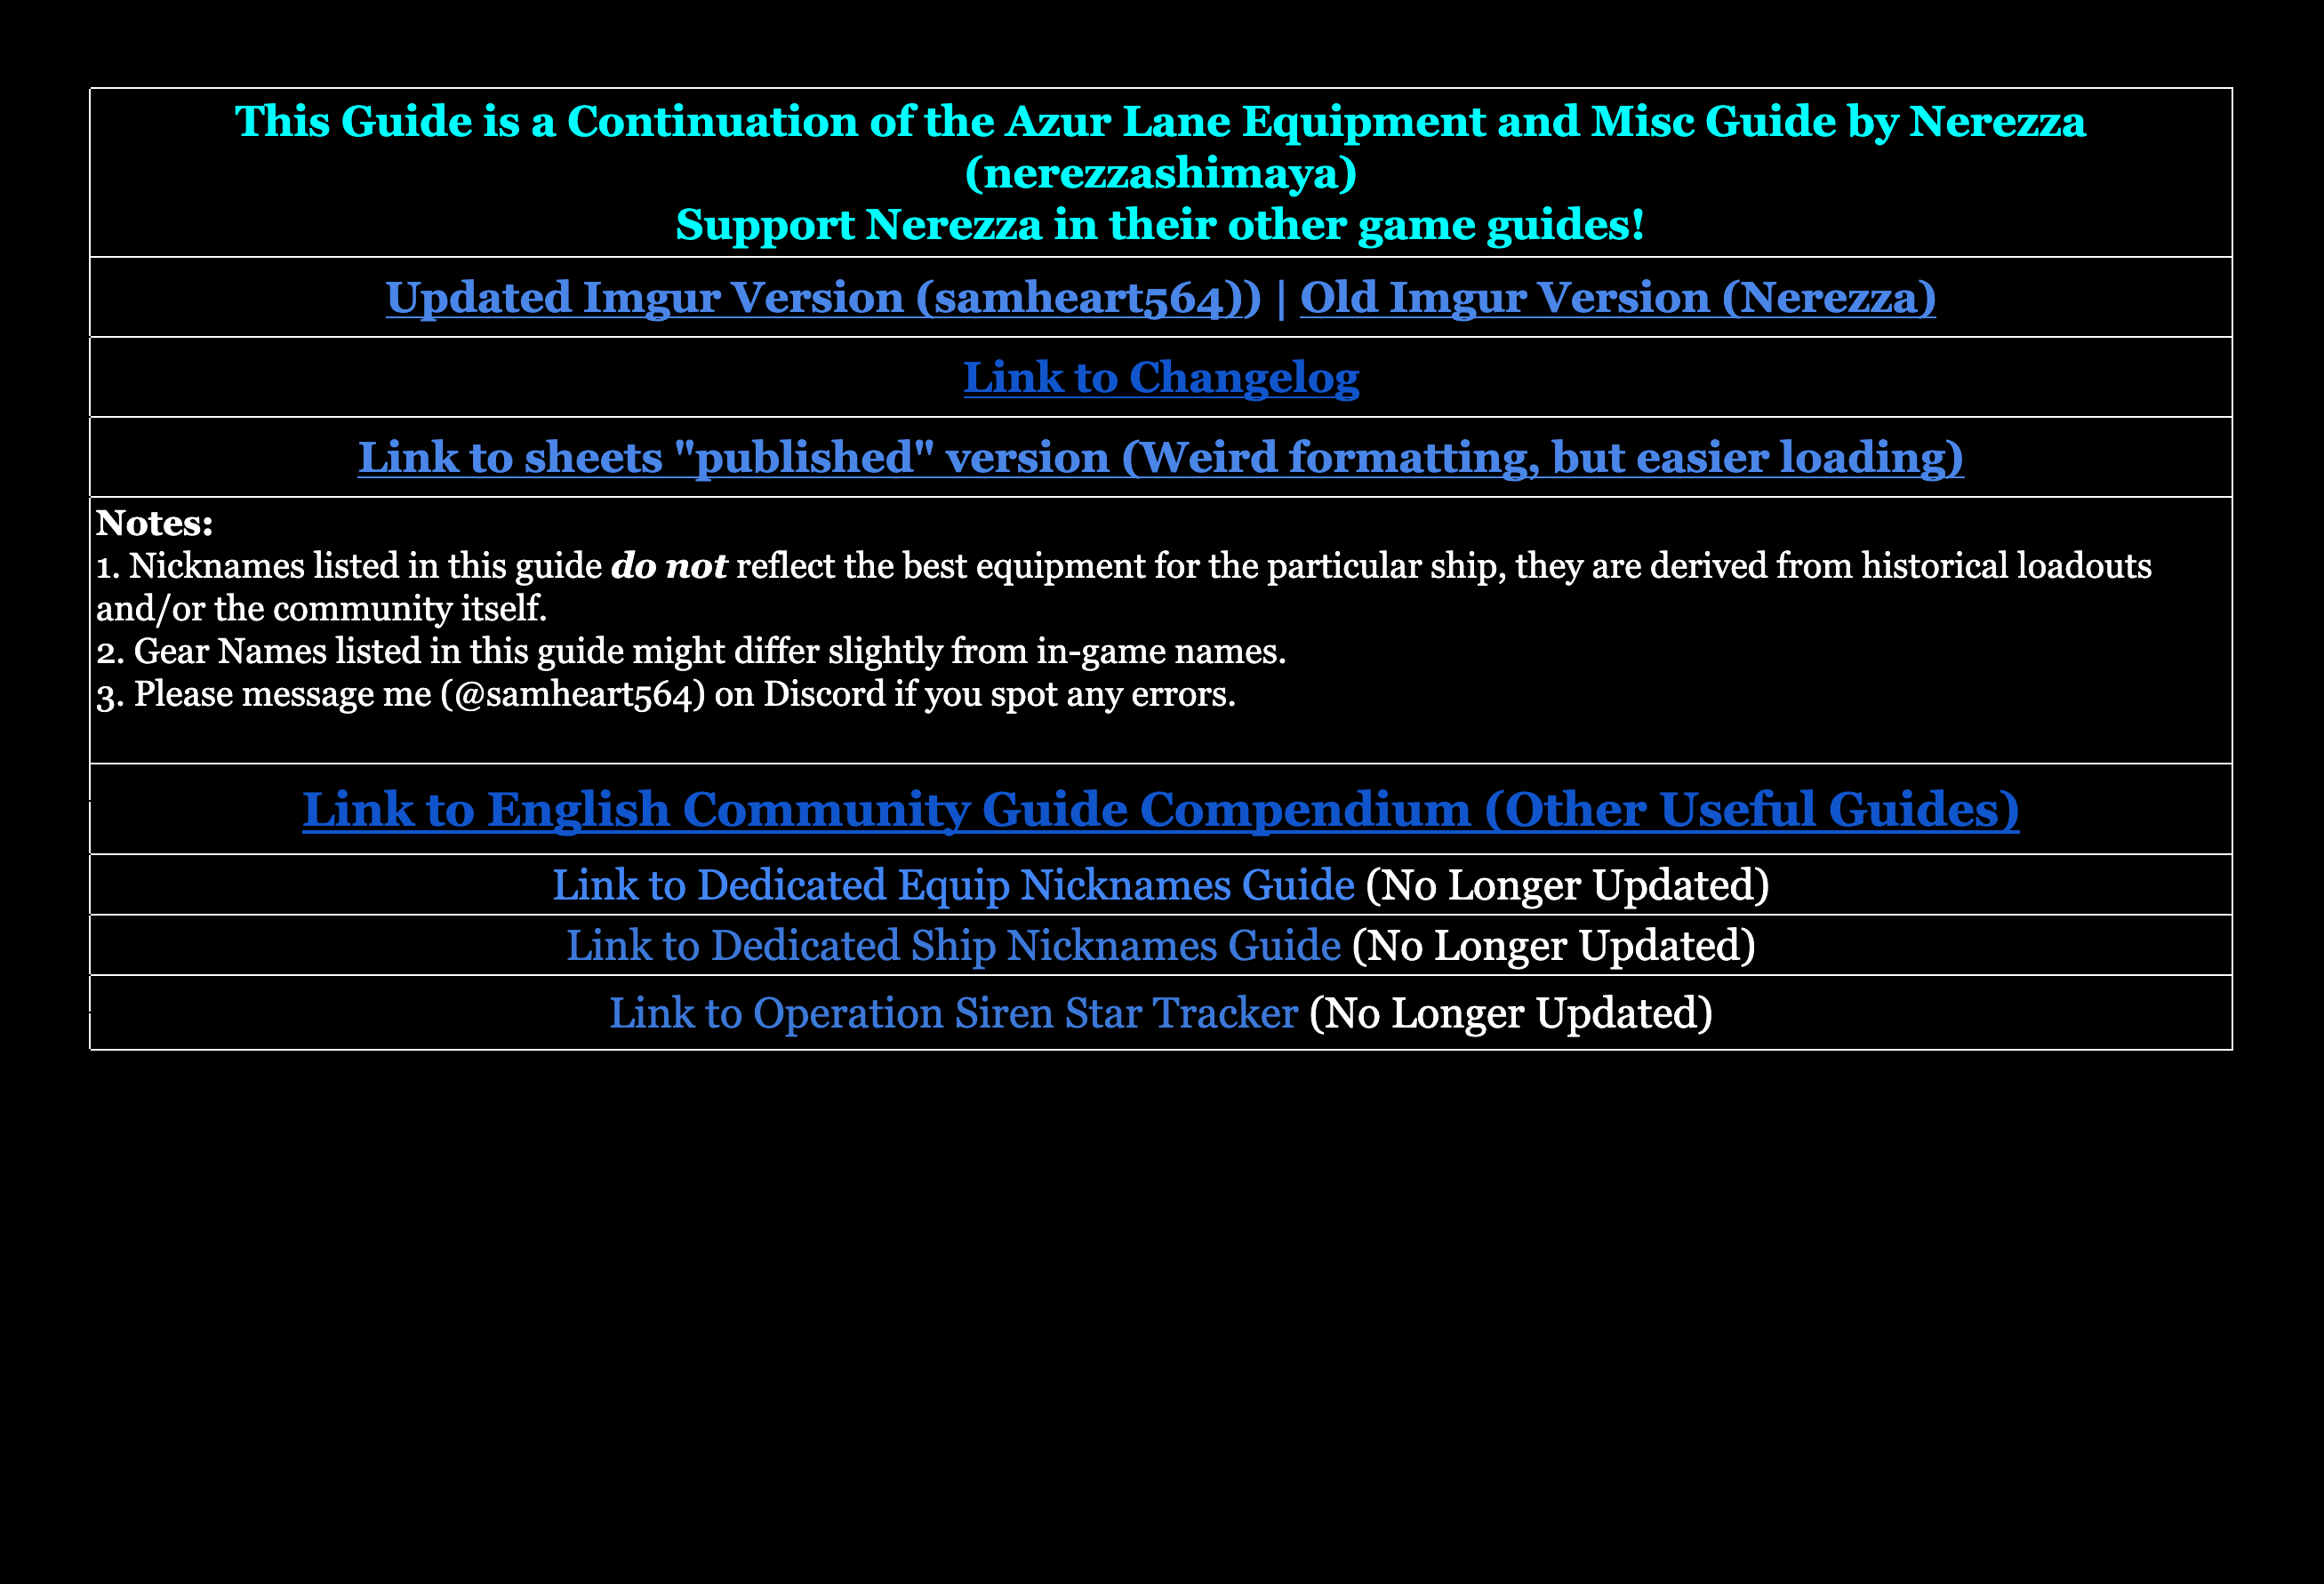 This Guide is a Continuation of the Azur Lane Equipment and Misc Guide by Nerezza
(nerezzashimaya)
Support Nerezza in their other game guides!
Updated Imgur Version (samheart564)) | Old Imgur Version (Nerezza)
Link to Changelog
Link to sheets "published" version (Weird formatting, but easier loading)
Notes:
1. Nicknames listed in this guide do not reflect the best equipment for the particular ship, they are derived from historical loadouts
and/or the community itself.
2. Gear Names listed in this guide might differ slightly from in-game names.
3. Please message me (@samheart564) on Discord if you spot any errors.
Link to English Community Guide Compendium (Other Useful Guides)
Link to Dedicated Equip Nicknames Guide (No Longer Updated)
Link to Dedicated Ship Nicknames Guide (No Longer Updated)
Link to Operation Siren Star Tracker (No Longer Updated)